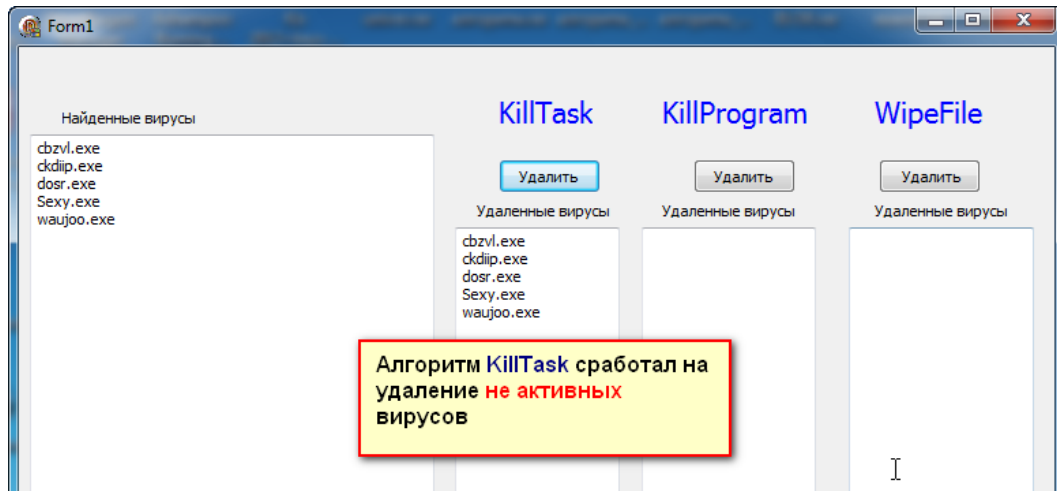 Form1
Найденные вирусы
cbzvl.exe
ckdiip.exe
dosr.exe
Sexy.exe
waujoo.exe
KillTask
KillProgram
WipeFile
Удалить
Удалить
Удалить
Удаленные вирусы
Удаленные вирусы
Удаленные вирусы
cbzvl.exe
ckdiip.exe
dosr.exe
Sexy.exe
waujoo.exe
Алгоритм KillTask сработал на
удаление не активных
вирусов